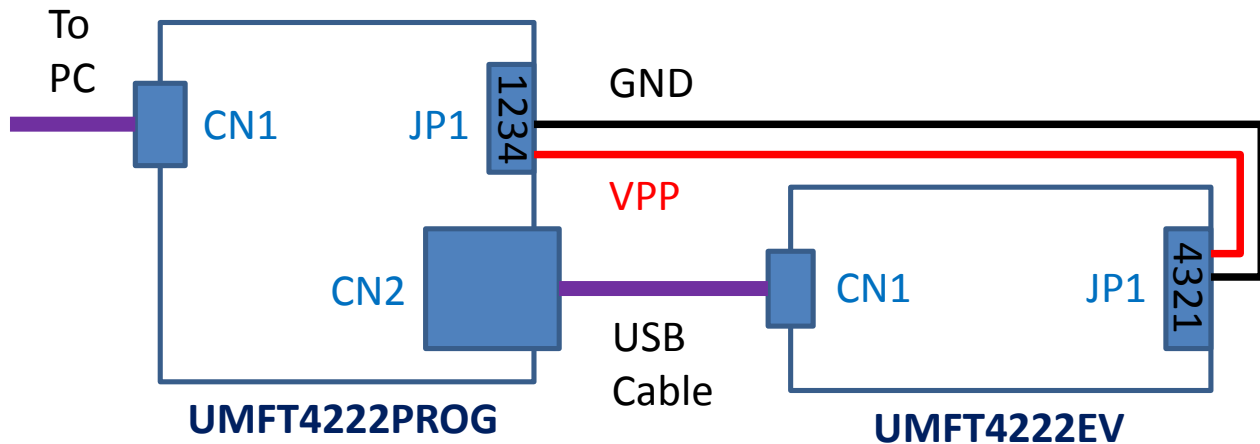 To
PC
CN1
JP1
1234
GND
VPP
CN2
USB
Cable
CN1
JP1
4321
UMFT4222PROG
UMFT4222EV